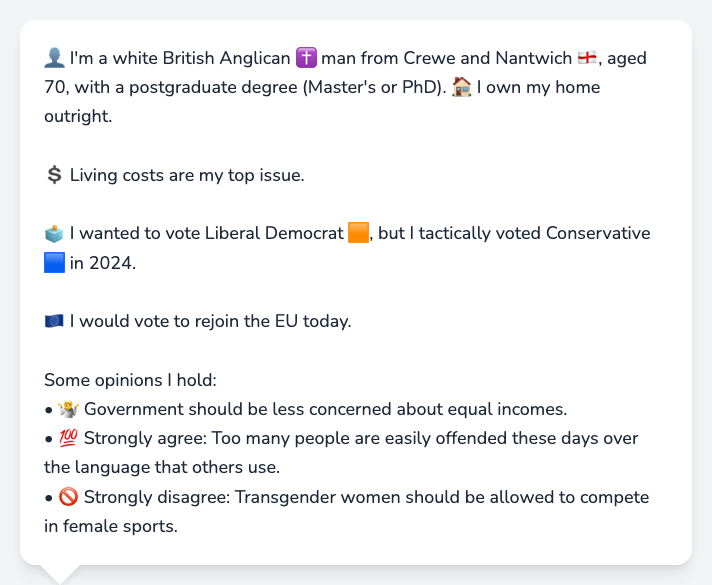 👤 I'm a white British Anglican ✝️ man from Crewe and Nantwich 🏴󠁧󠁢󠁥󠁮󠁧󠁿, aged
70, with a postgraduate degree (Master's or PhD). 🏠 I own my home
outright.
💲 Living costs are my top issue.
🗳️ I wanted to vote Liberal Democrat 🟧, but I tactically voted Conservative
🟦 in 2024.
🇪🇺 I would vote to rejoin the EU today.
Some opinions I hold:
• 🤷 Government should be less concerned about equal incomes.
• 💯 Strongly agree: Too many people are easily offended these days over
the language that others use.
• 🚫 Strongly disagree: Transgender women should be allowed to compete
in female sports.